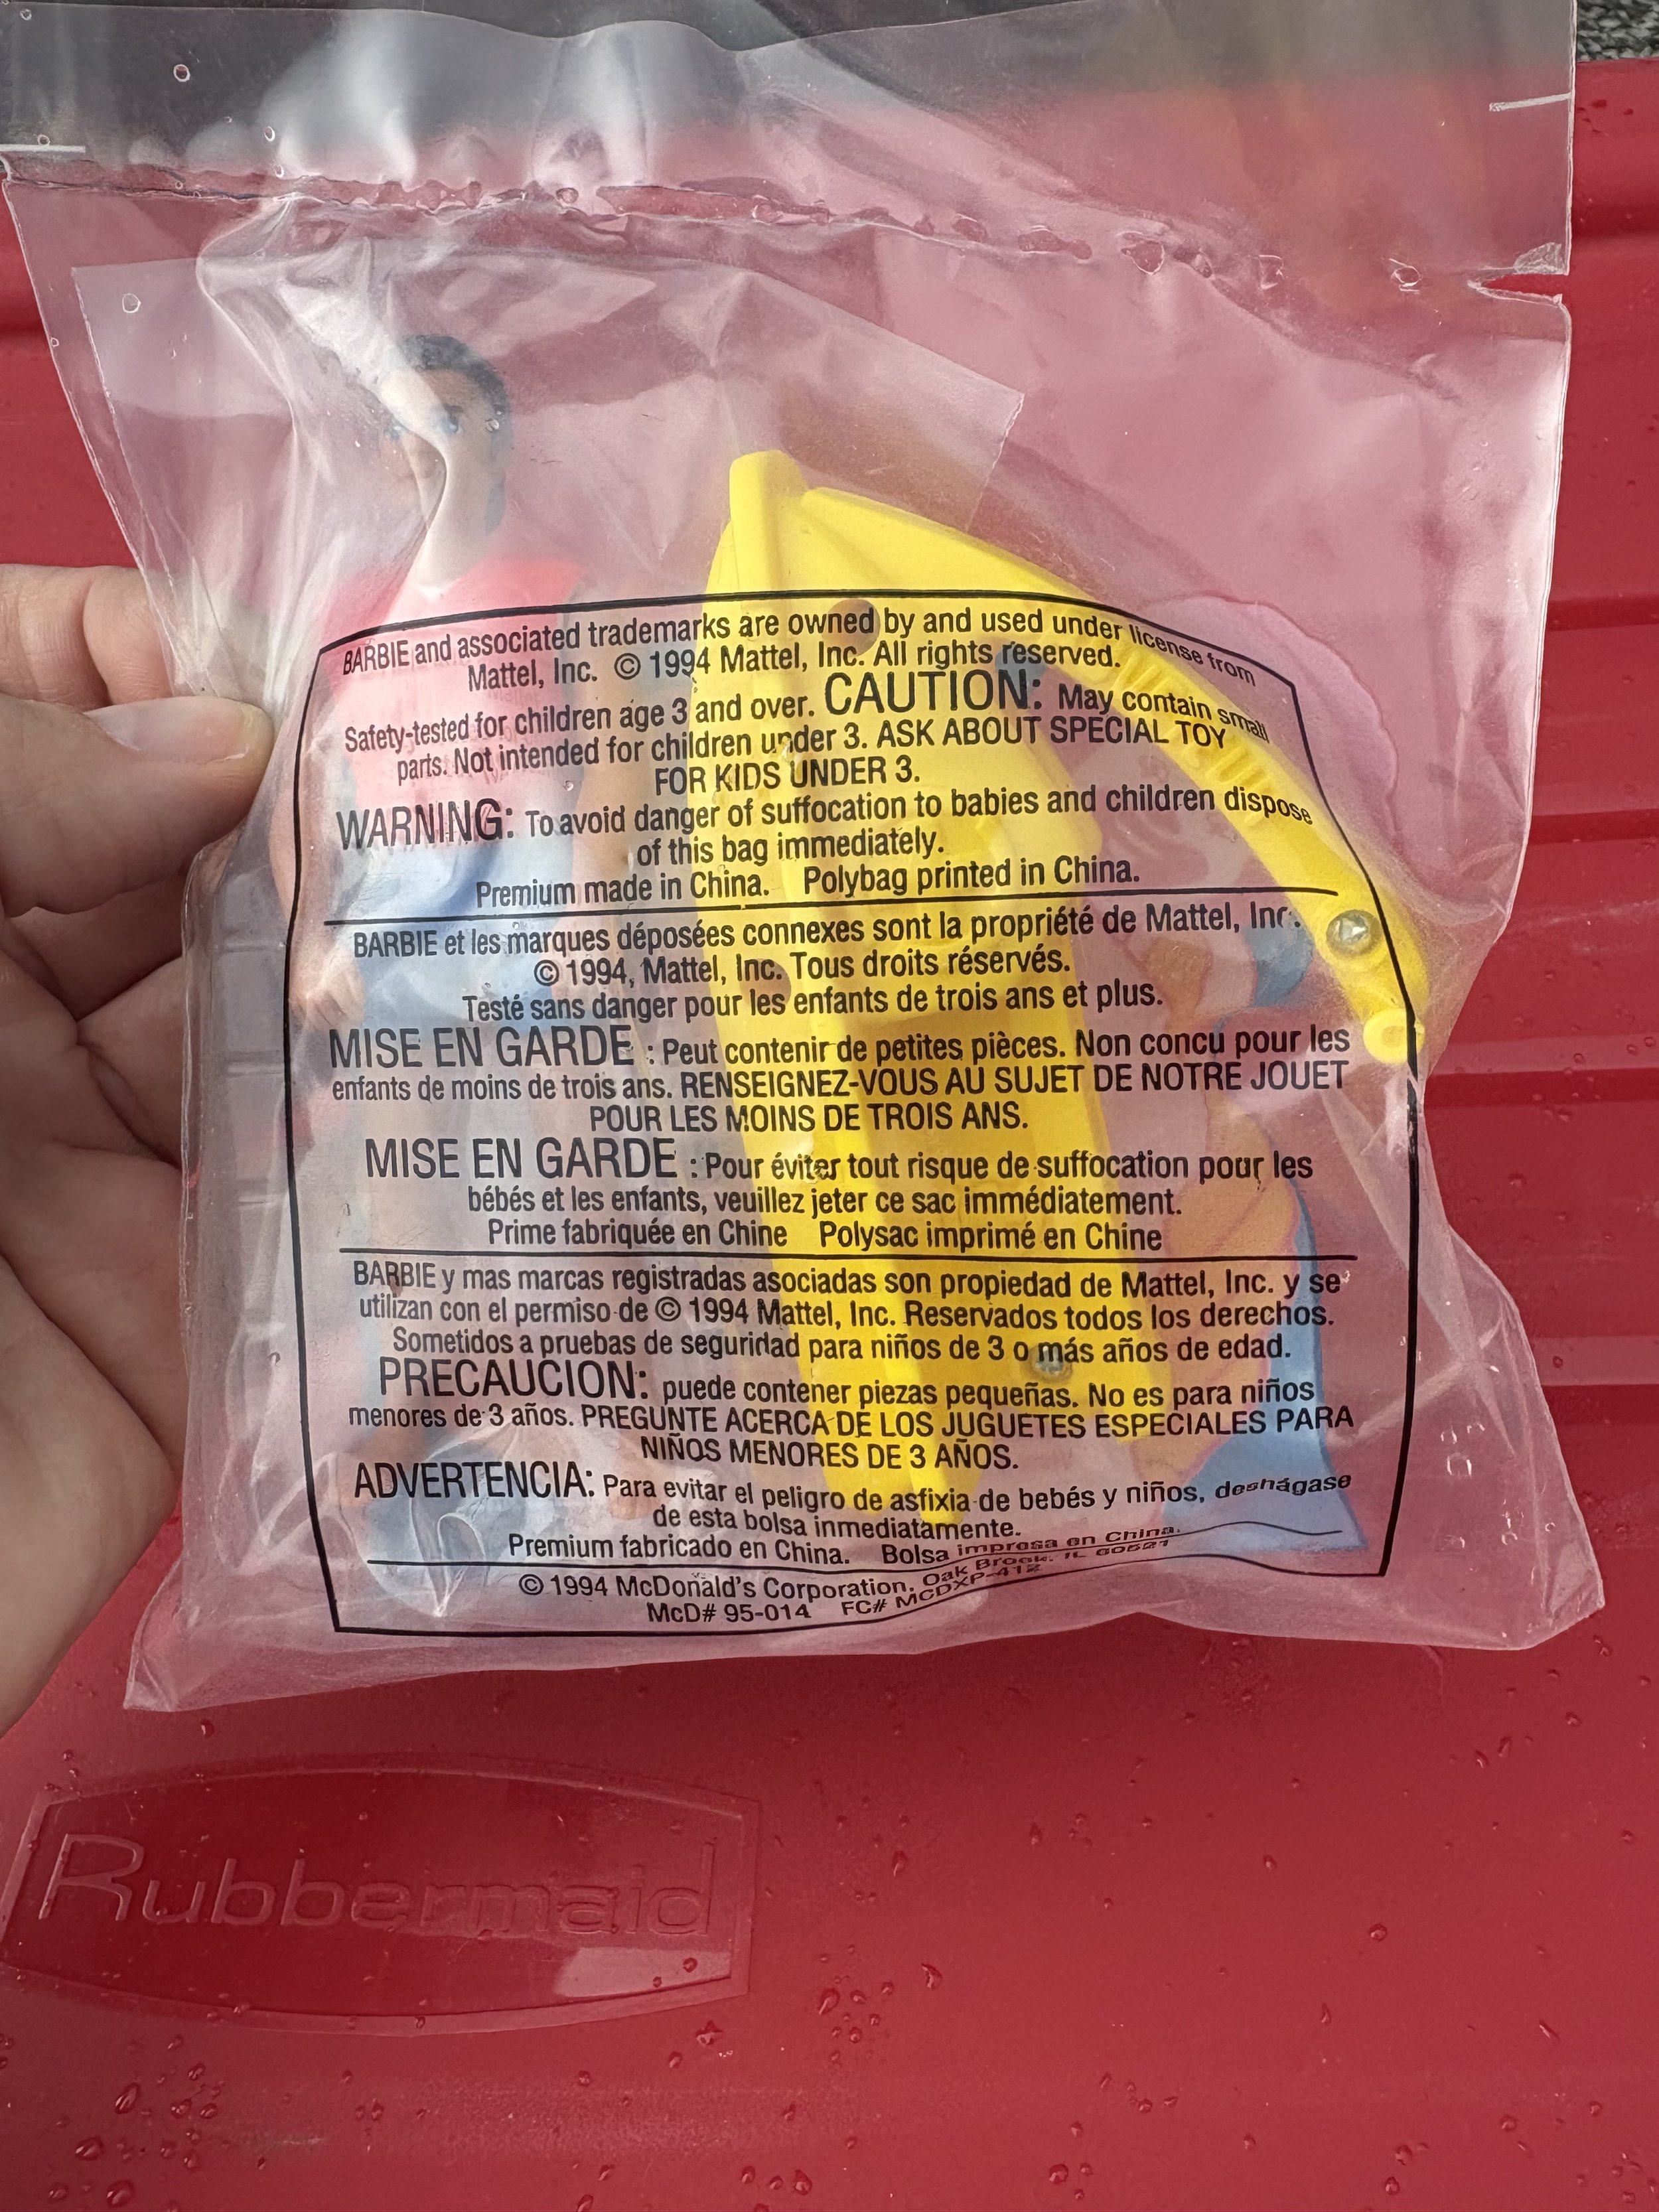 BARBIE and associated trademarks are owned by and used under license from
Mattel, Inc. © 1994 Mattel, Inc. All rights reserved.
Safety-tested for children age 3 and over. CAUTION: May contain small
parts. Not intended for children under 3. ASK ABOUT SPECIAL TOY
FOR KIDS UNDER 3.
WARNING: To avoid danger of suffocation to babies and children dispose
of this bag immediately.
Premium made in China. Polybag printed in China.
BARBIE et les marques déposées connexes sont la propriété de Mattel, Inc.
© 1994, Mattel, Inc. Tous droits réservés.
Testé sans danger pour les enfants de trois ans et plus.
MISE EN GARDE : Peut contenir de petites pièces. Non concu pour les
enfants de moins de trois ans. RENSEIGNEZ-VOUS AU SUJET DE NOTRE JOUET
POUR LES MOINS DE TROIS ANS.
MISE EN GARDE : Pour éviter tout risque de suffocation pour les
bébés et les enfants, veuillez jeter ce sac immédiatement.
Prime fabriquée en Chine Polysac imprimé en Chine
BARBIE y mas marcas registradas asociadas son propiedad de Mattel, Inc. y se
utilizan con el permiso de © 1994 Mattel, Inc. Reservados todos los derechos.
Sometidos a pruebas de seguridad para niños de 3 o más años de edad.
PRECAUCION: puede contener piezas pequeñas. No es para niños
menores de 3 años. PREGUNTE ACERCA DE LOS JUGUETES ESPECIALES PARA
NIÑOS MENORES DE 3 AÑOS.
ADVERTENCIA: Para evitar el peligro de asfixia de bebés y niños, deshágase
de esta bolsa inmediatamente.
Premium fabricado en China. Bolsa impresa en China.
© 1994 McDonald's Corporation, Oak Brook, IL 60521
McD# 95-014 FC# MCDXP-412
Rubbermaid